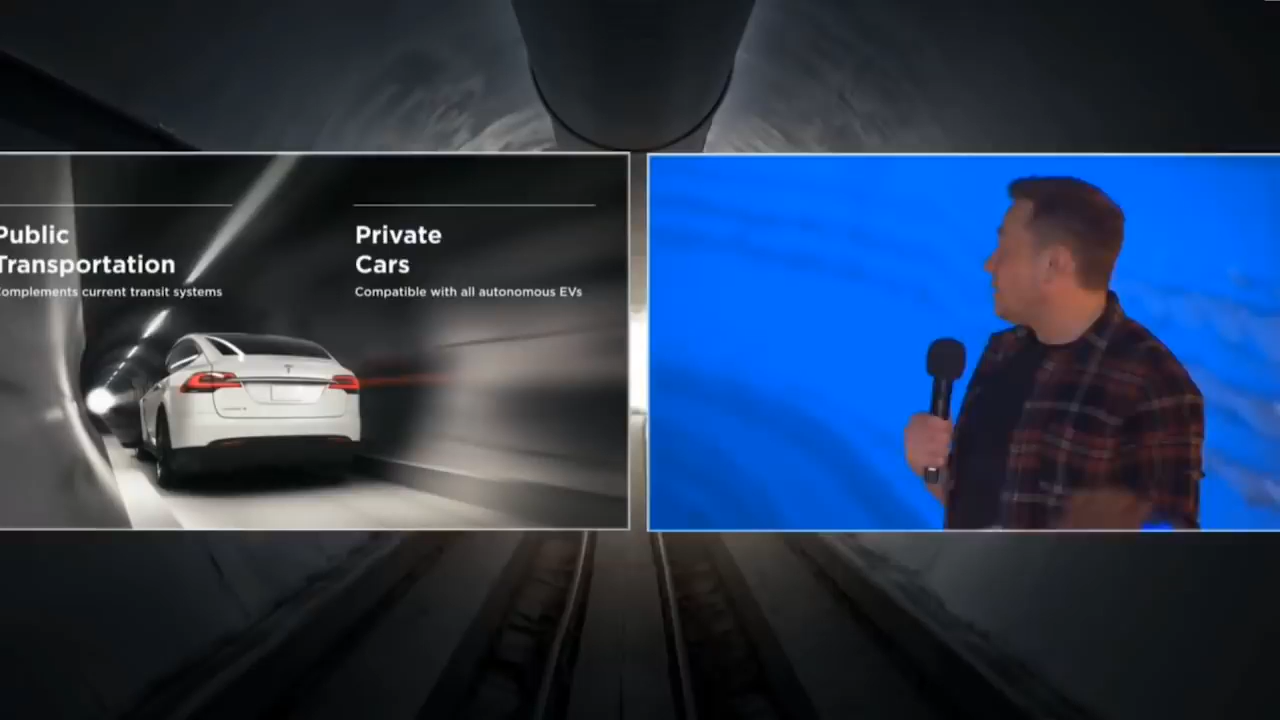 Public
Transportation
Complements current transit systems
Private
Cars
Compatible with all autonomous EVs